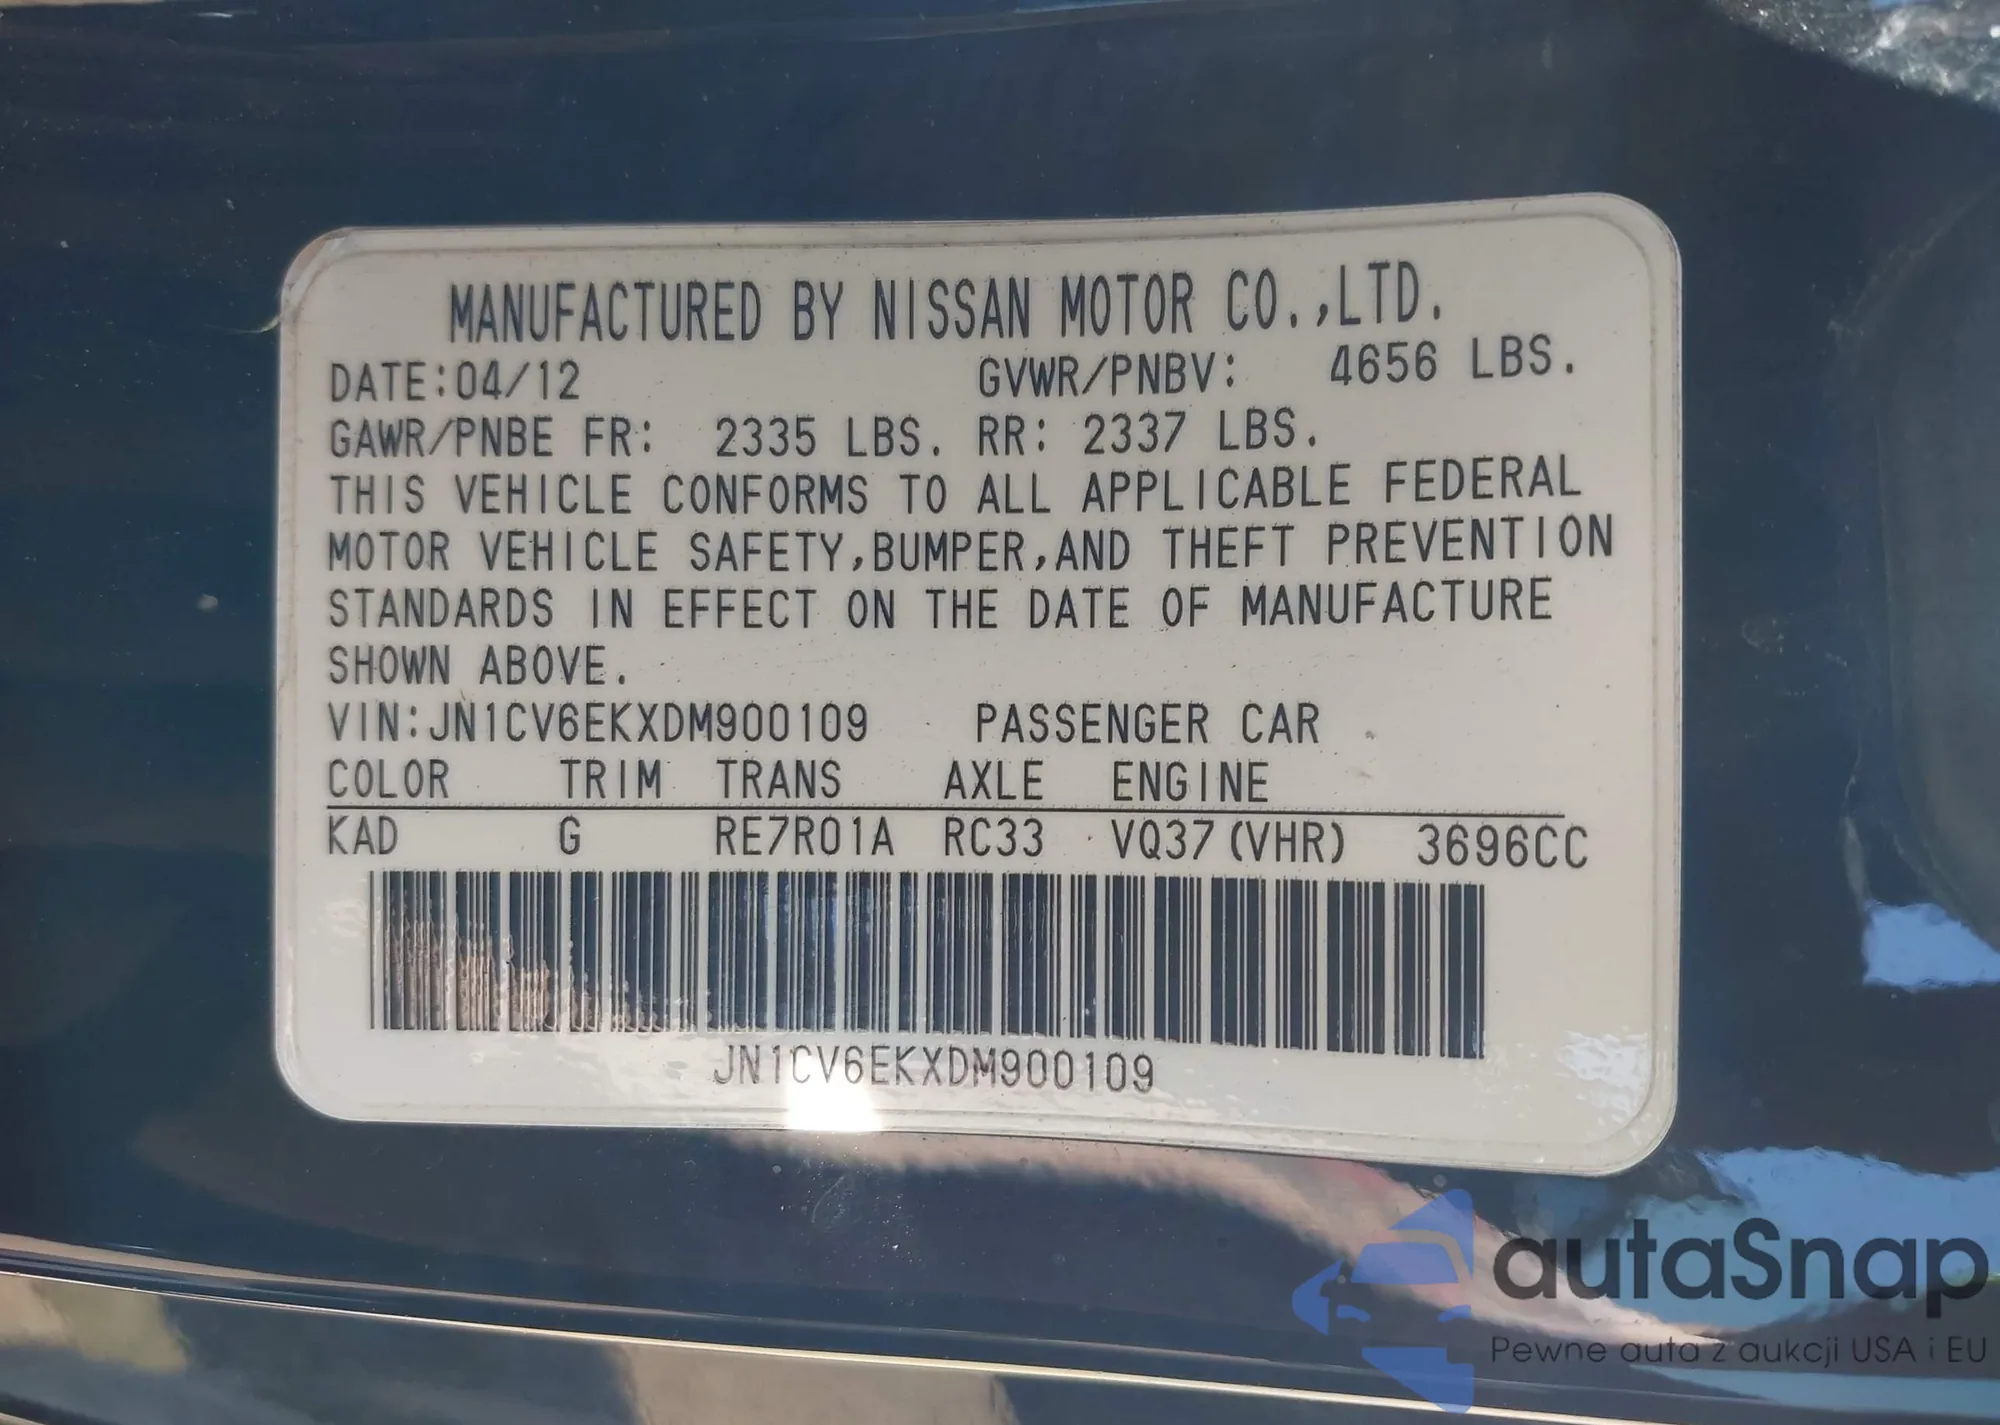 MANUFACTURED BY NISSAN MOTOR CO.,LTD.
DATE:04/12 GVWR/PNBV: 4656 LBS.
GAWR/PNBE FR: 2335 LBS. RR: 2337 LBS.
THIS VEHICLE CONFORMS TO ALL APPLICABLE FEDERAL
MOTOR VEHICLE SAFETY,BUMPER,AND THEFT PREVENTION
STANDARDS IN EFFECT ON THE DATE OF MANUFACTURE
SHOWN ABOVE.
VIN:JN1CV6EKXDM900109 PASSENGER CAR
COLOR TRIM TRANS AXLE ENGINE
KAD G RE7R01A RC33 VQ37(VHR) 3696CC
JN1CV6EKXDM900109
autaSnap
Pewne auta z aukcji USA i EU